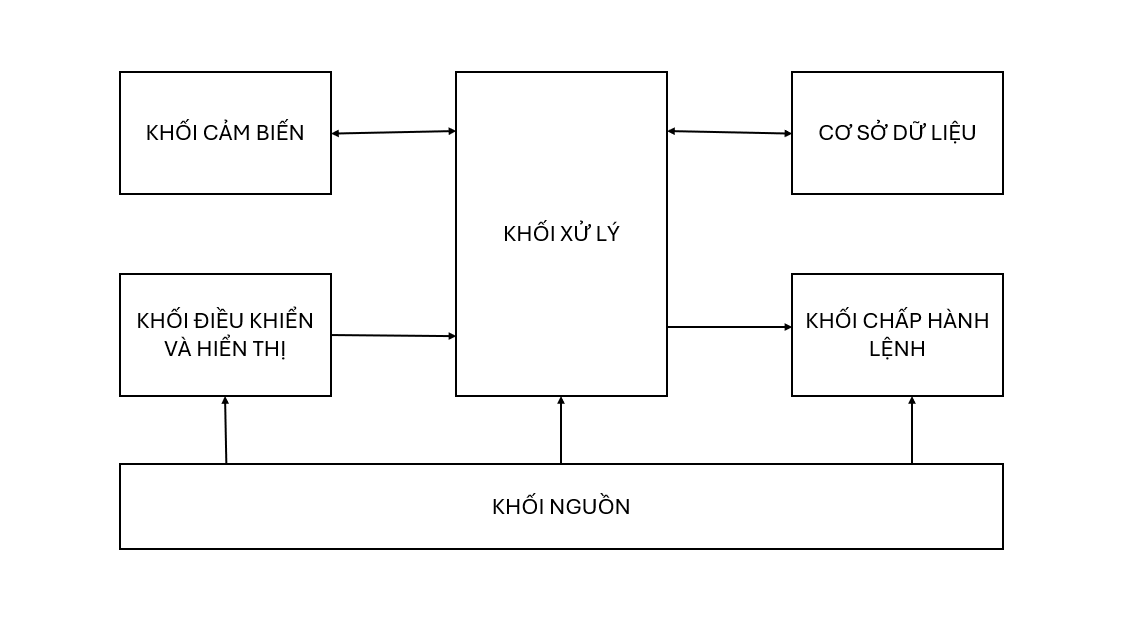 KHỐI CẢM BIẾN
CƠ SỞ DỮ LIỆU
KHỐI XỬ LÝ
KHỐI ĐIỀU KHIỂN
VÀ HIỂN THỊ
KHỐI CHẤP HÀNH
LỆNH
KHỐI NGUỒN